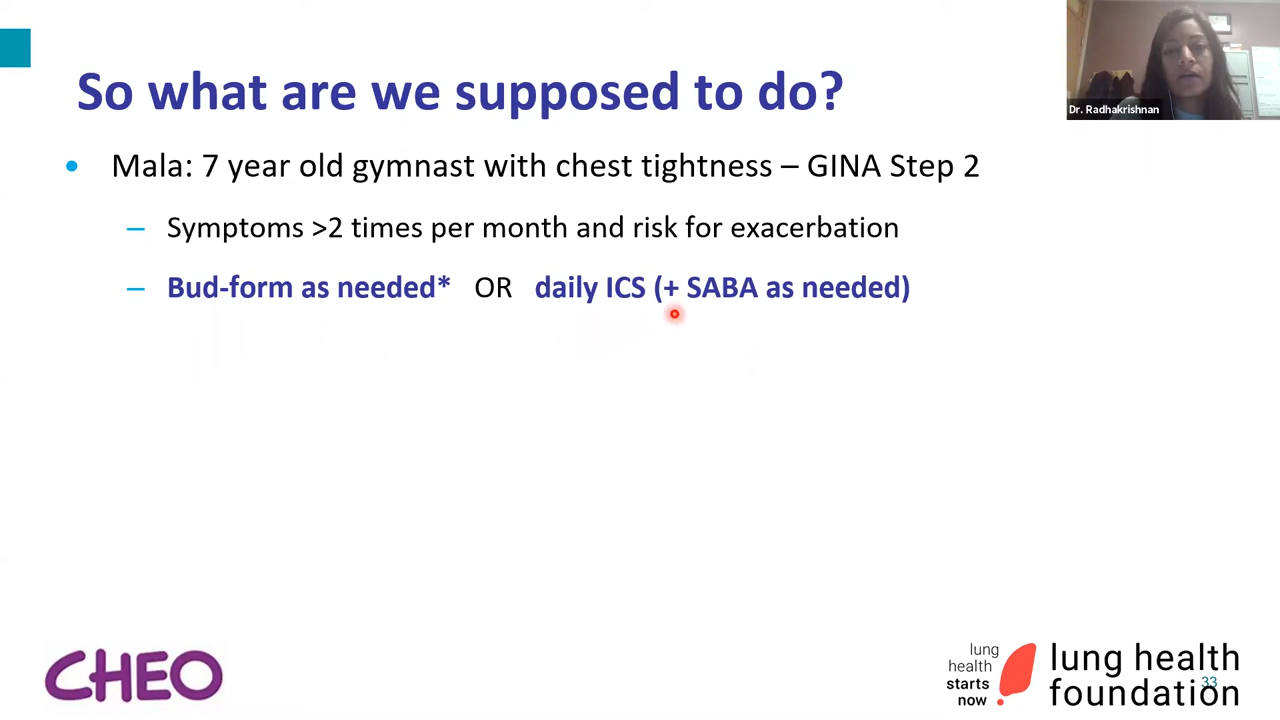 So what are we supposed to do?
Dr. Radhakrishnan
• Mala: 7 year old gymnast with chest tightness – GINA Step 2
– Symptoms >2 times per month and risk for exacerbation
– Bud-form as needed* OR daily ICS (+ SABA as needed)
CHEO
lung
health
starts
now
lung health
foundation
33